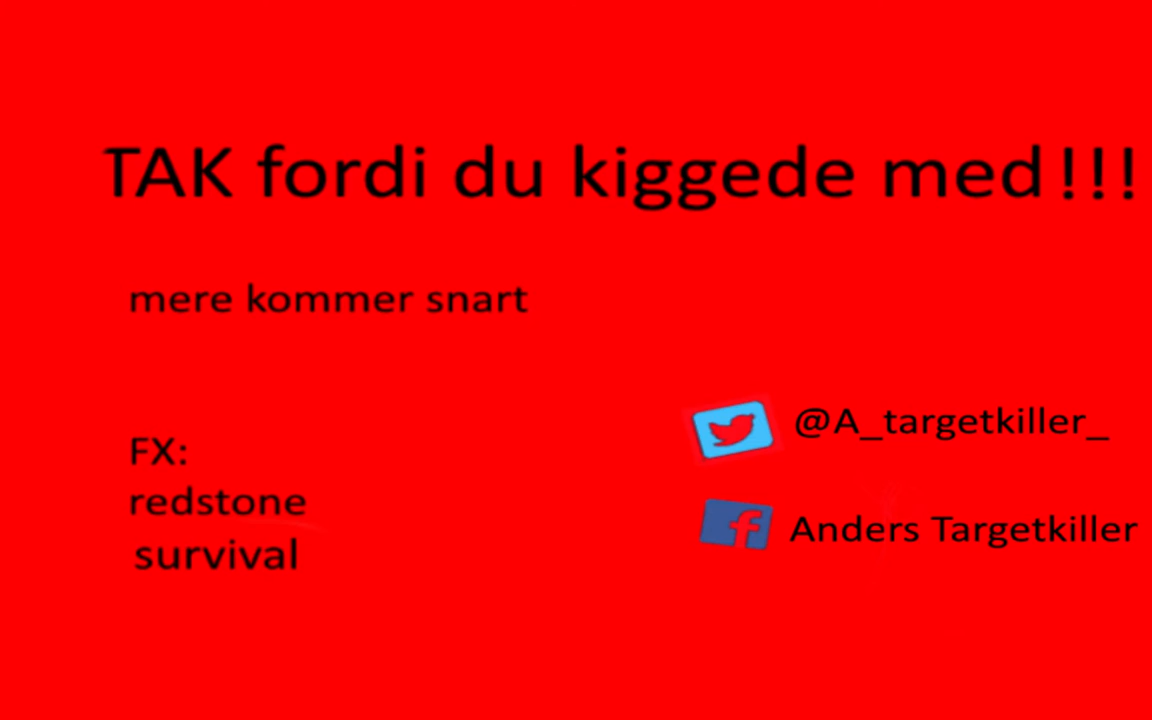 TAK fordi du kiggede med!!!
mere kommer snart
@A_targetkiller_
FX:
redstone
Anders Targetkiller
survival